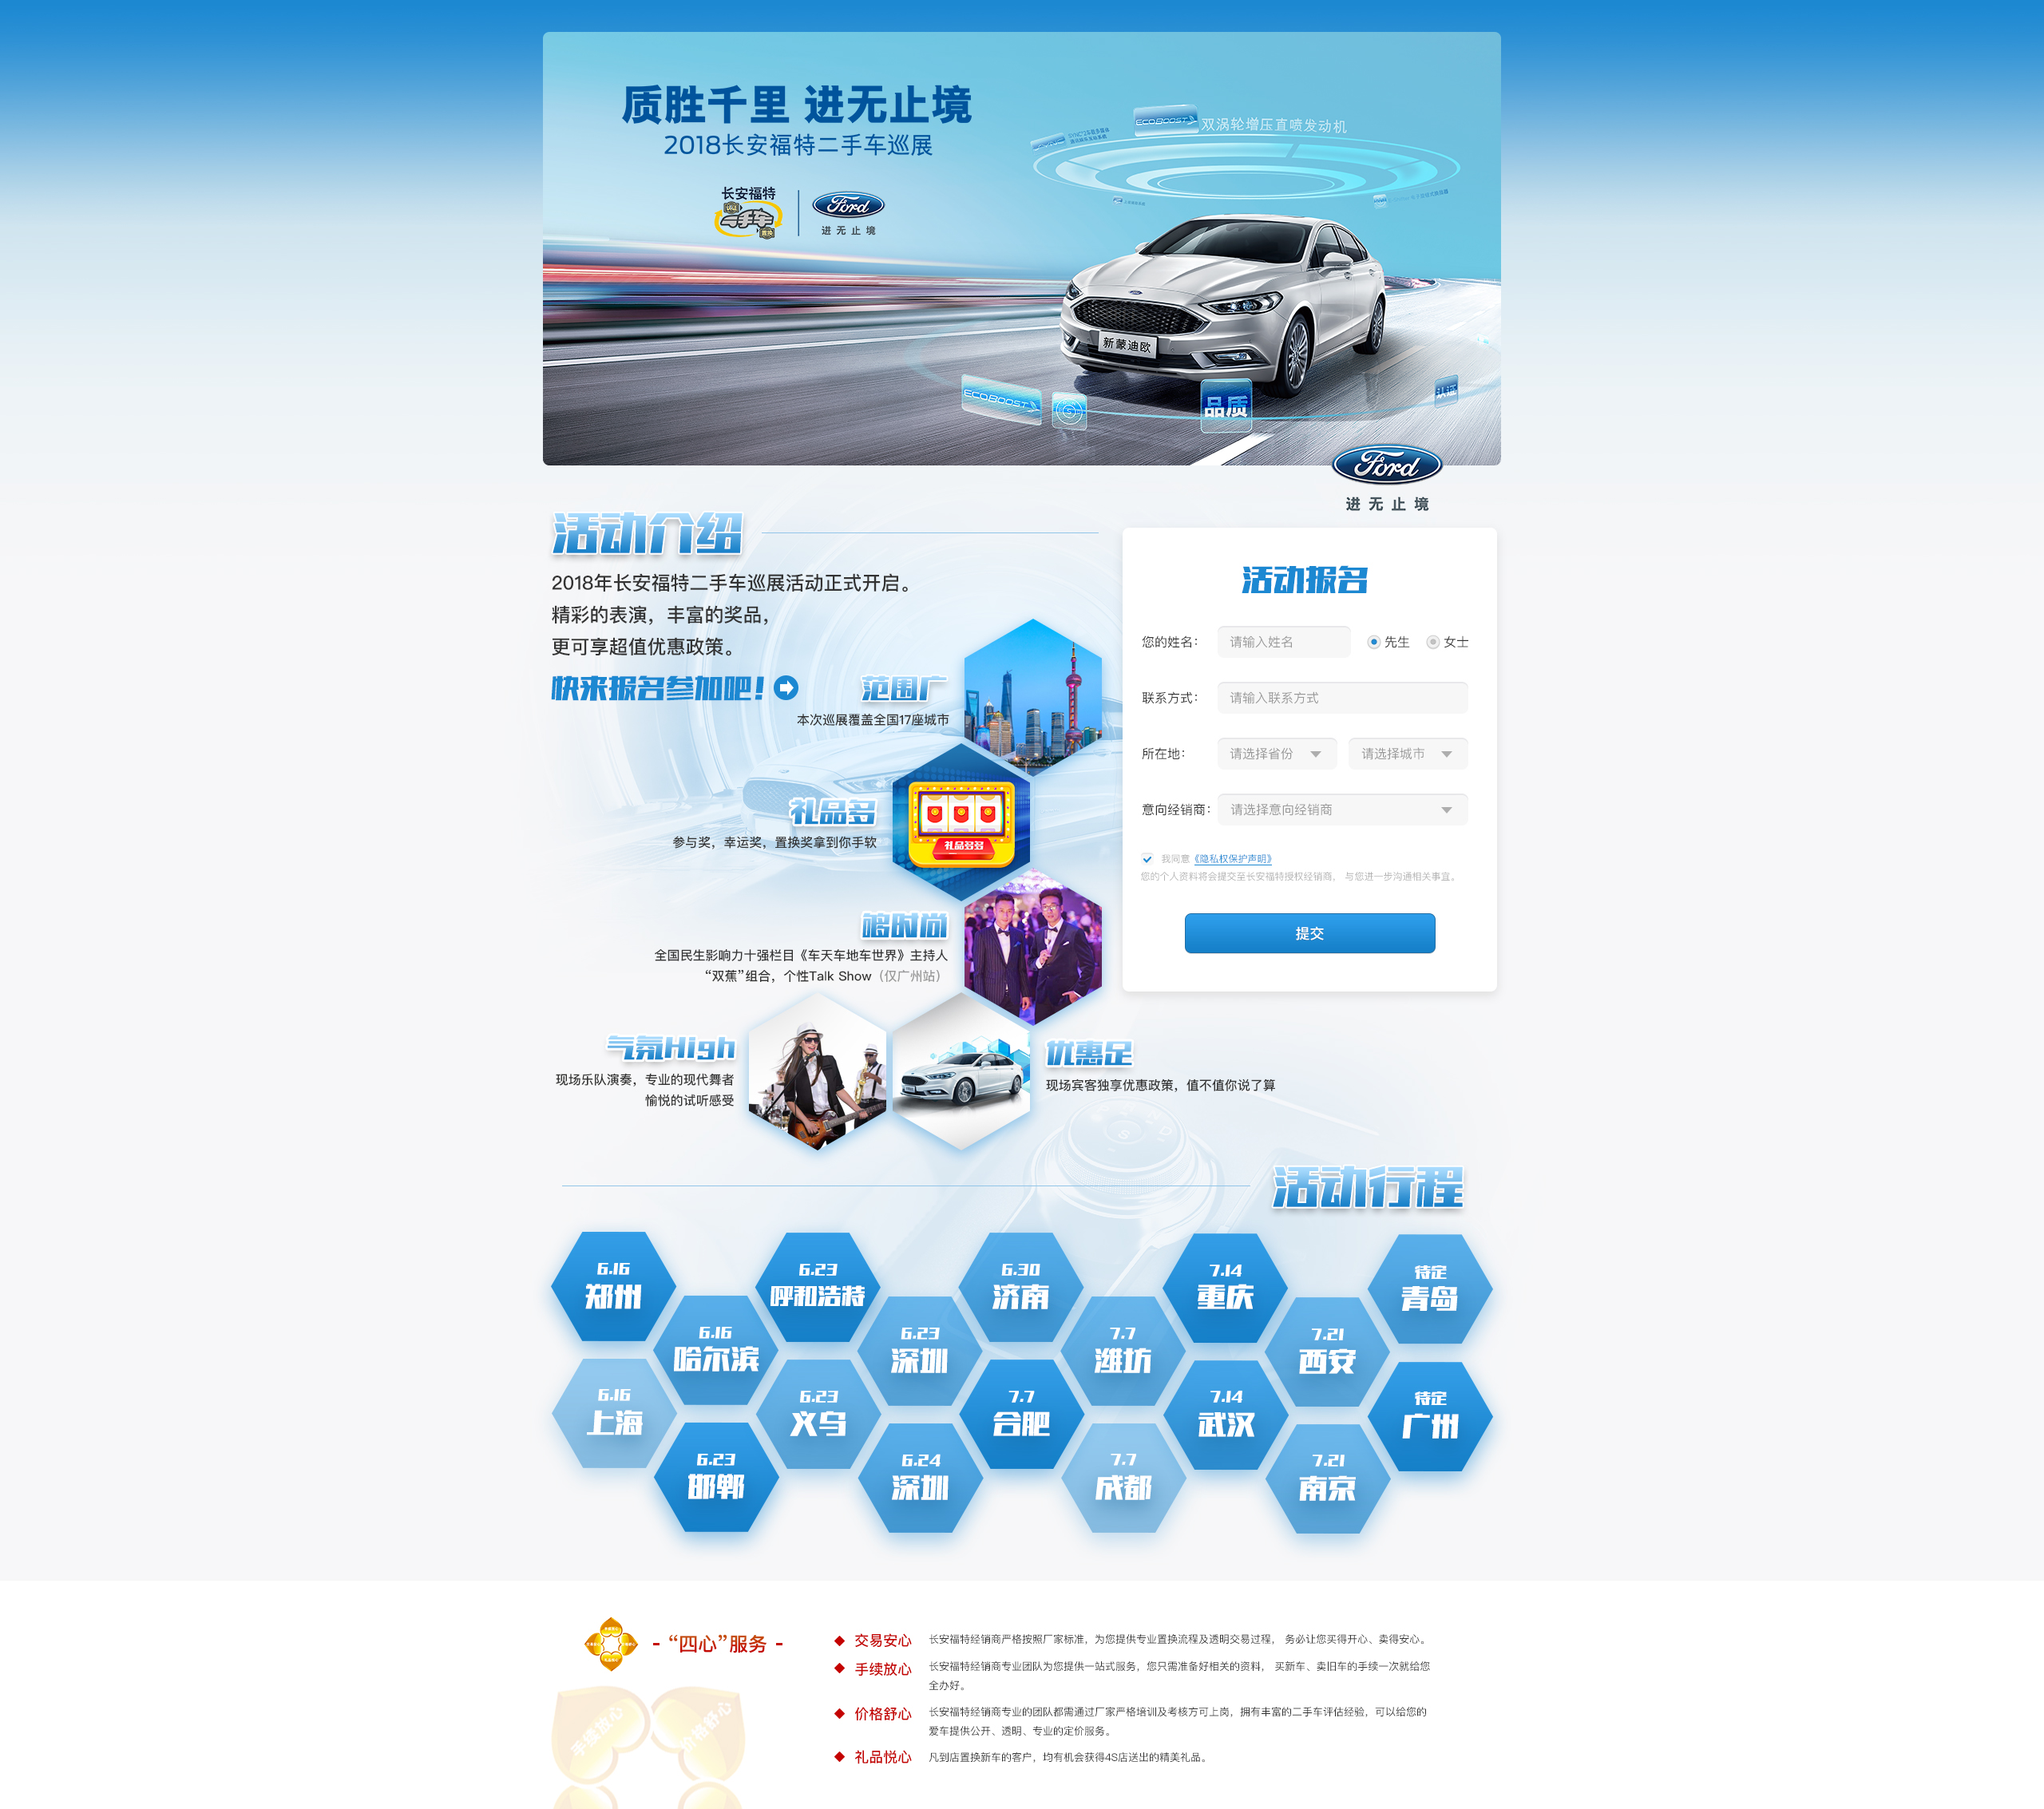 质胜千里 进无止境
2018长安福特二手车巡展
长安福特
二手车
置换
Ford
进无止境
ECOBOOST
双涡轮增压直喷发动机
新蒙迪欧
ECOBOOST
品质
认证
Ford
进无止境
活动介绍
2018年长安福特二手车巡展活动正式开启。
精彩的表演，丰富的奖品，
更可享超值优惠政策。
快来报名参加吧！
范围广
本次巡展覆盖全国17座城市
礼品多
参与奖，幸运奖，置换奖拿到你手软
礼品多多
够时尚
全国民生影响力十强栏目《车天车地车世界》主持人
“双蕉”组合，个性Talk Show（仅广州站）
气氛High
现场乐队演奏，专业的现代舞者
愉悦的试听感受
优惠足
现场宾客独享优惠政策，值不值你说了算
活动报名
您的姓名： 请输入姓名 先生 女士
联系方式： 请输入联系方式
所在地： 请选择省份 请选择城市
意向经销商： 请选择意向经销商
我同意《隐私权保护声明》
您的个人资料将会提交至长安福特授权经销商， 与您进一步沟通相关事宜。
提交
活动行程
6.16
郑州
6.23
呼和浩特
6.30
济南
7.14
重庆
待定
青岛
6.16
哈尔滨
6.23
深圳
7.7
潍坊
7.21
西安
6.16
上海
6.23
义乌
7.7
合肥
7.14
武汉
待定
广州
6.23
邯郸
6.24
深圳
7.7
成都
7.21
南京
- “四心”服务 -
交易安心 长安福特经销商严格按照厂家标准，为您提供专业置换流程及透明交易过程， 务必让您买得开心、卖得安心。
手续放心 长安福特经销商专业团队为您提供一站式服务，您只需准备好相关的资料， 买新车、卖旧车的手续一次就给您
全办好。
价格舒心 长安福特经销商专业的团队都需通过厂家严格培训及考核方可上岗，拥有丰富的二手车评估经验，可以给您的
爱车提供公开、透明、专业的定价服务。
礼品悦心 凡到店置换新车的客户，均有机会获得4S店送出的精美礼品。
手续放心
价格舒心